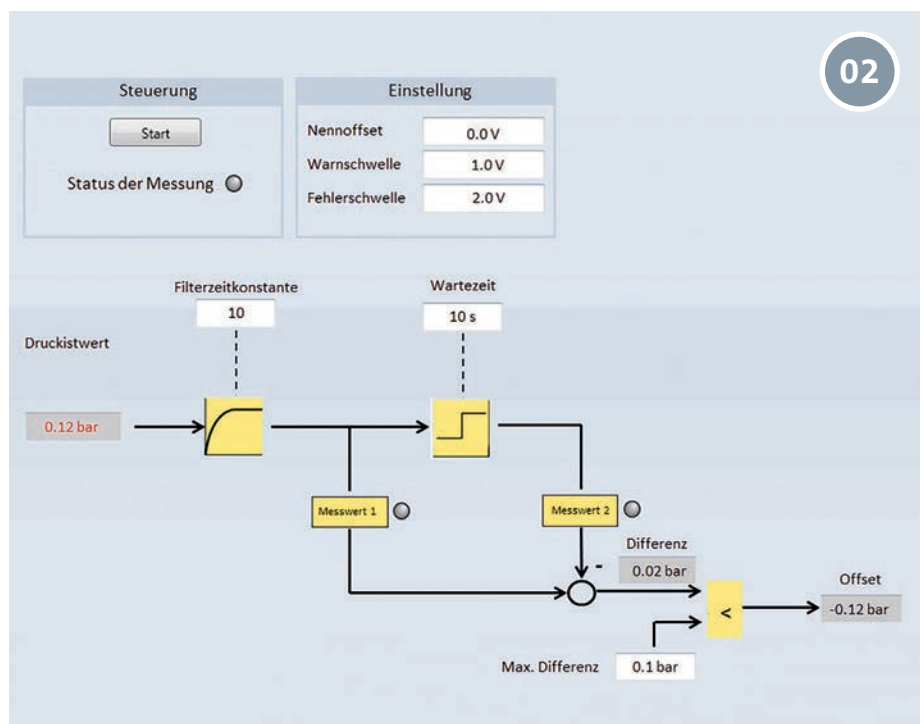 02
Steuerung
Start
Status der Messung
Einstellung
Nennoffset 0.0 V
Warnschwelle 1.0 V
Fehlerschwelle 2.0 V
Filterzeitkonstante
10
Wartezeit
10 s
Druckistwert
0.12 bar
Messwert 1
Messwert 2
-
Differenz
0.02 bar
<
Offset
-0.12 bar
Max. Differenz 0.1 bar